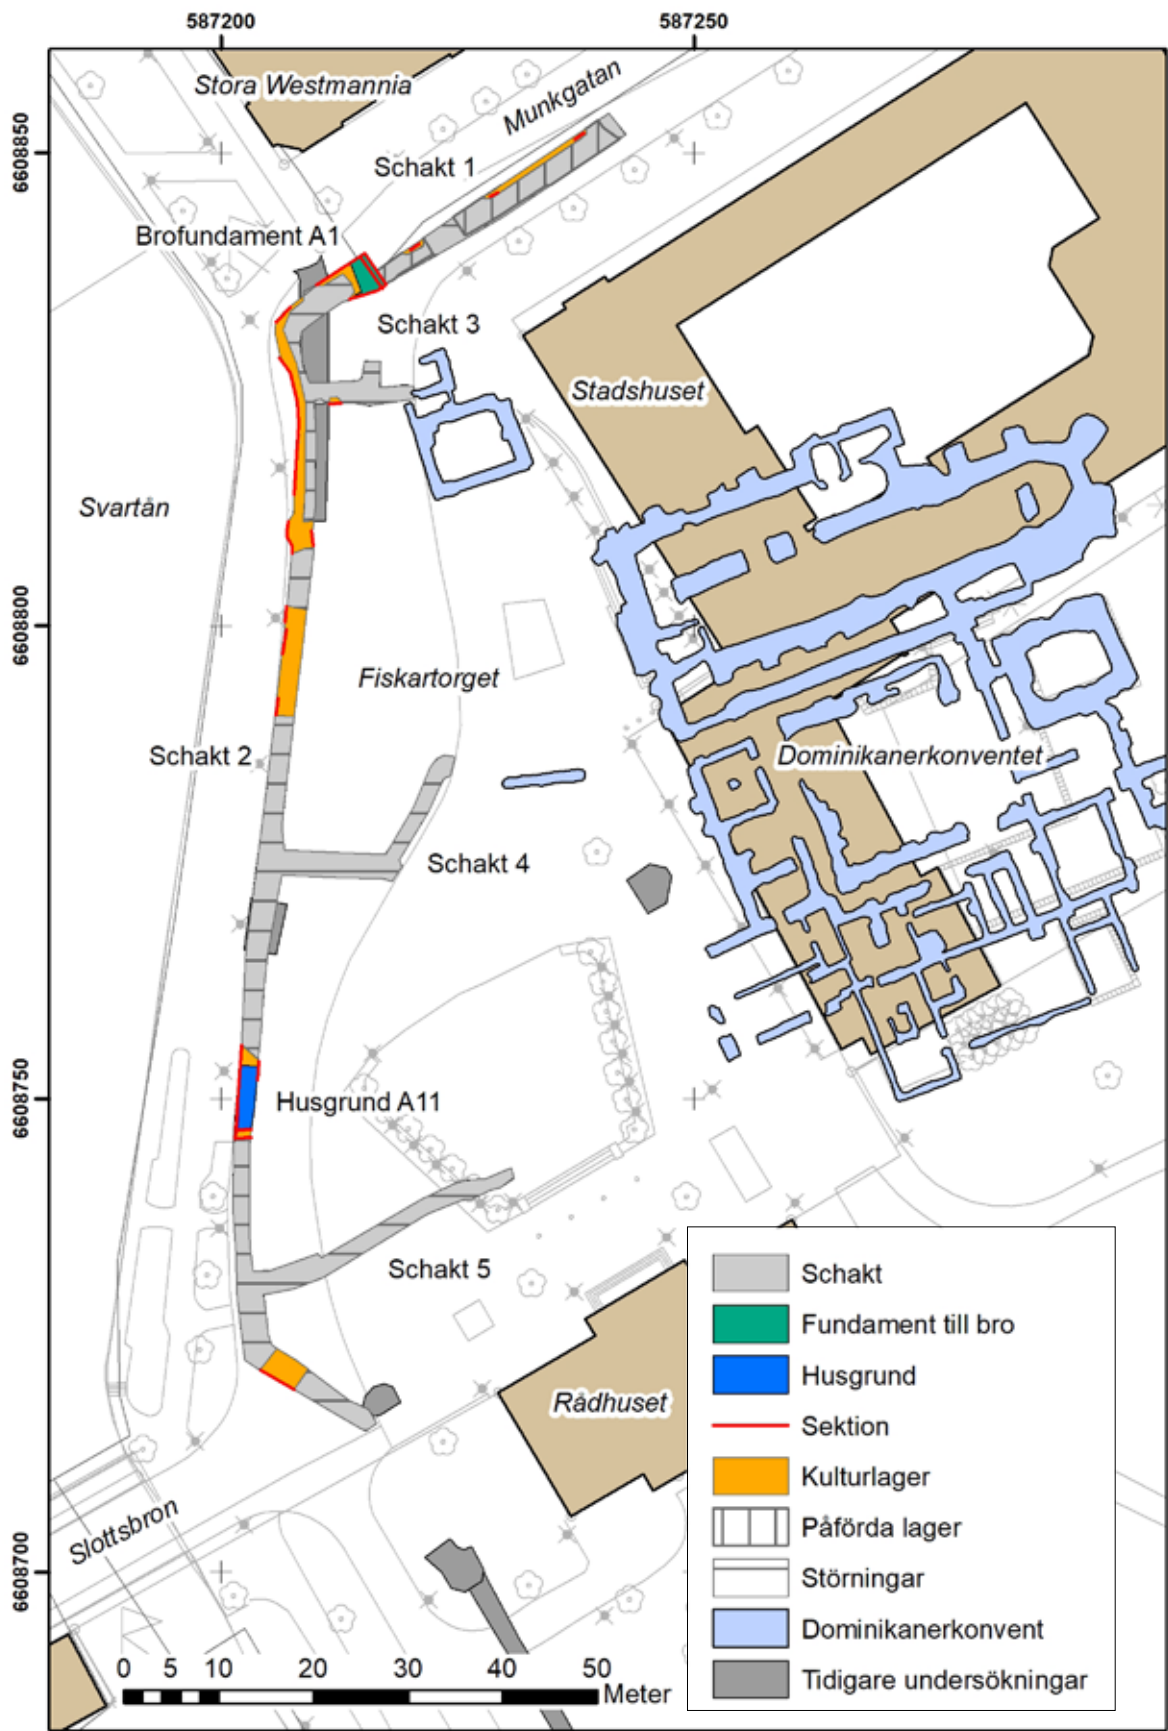 587200
587250
Stora Westmannia
Munkgatan
6608850
Schakt 1
Brofundament A1
Schakt 3
Stadshuset
Svartån
6608800
Fiskartorget
Schakt 2
Dominikanerkonventet
Schakt 4
6608750
Husgrund A11
Schakt 5
Rådhuset
Slottsbron
6608700
Schakt
Fundament till bro
Husgrund
Sektion
Kulturlager
Påförda lager
Störningar
Dominikanerkonvent
Tidigare undersökningar
0 5 10 20 30 40 50
Meter